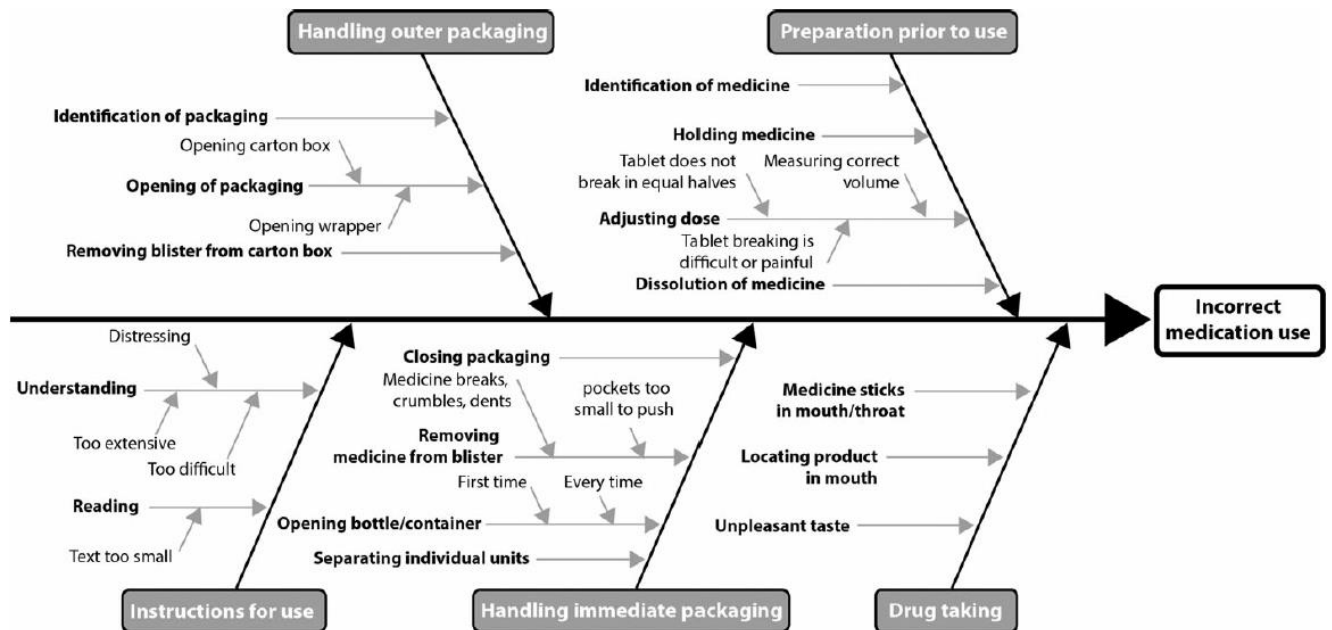 Handling outer packaging
Preparation prior to use
Identification of packaging
Opening carton box
Opening of packaging
Opening wrapper
Removing blister from carton box
Identification of medicine
Holding medicine
Tablet does not
break in equal halves
Measuring correct
volume
Adjusting dose
Tablet breaking is
difficult or painful
Dissolution of medicine
Incorrect
medication use
Distressing
Understanding
Too extensive
Too difficult
Reading
Text too small
Closing packaging
Medicine breaks,
crumbles, dents
pockets too
small to push
Removing
medicine from blister
First time
Every time
Opening bottle/container
Separating individual units
Medicine sticks
in mouth/throat
Locating product
in mouth
Unpleasant taste
Instructions for use
Handling immediate packaging
Drug taking